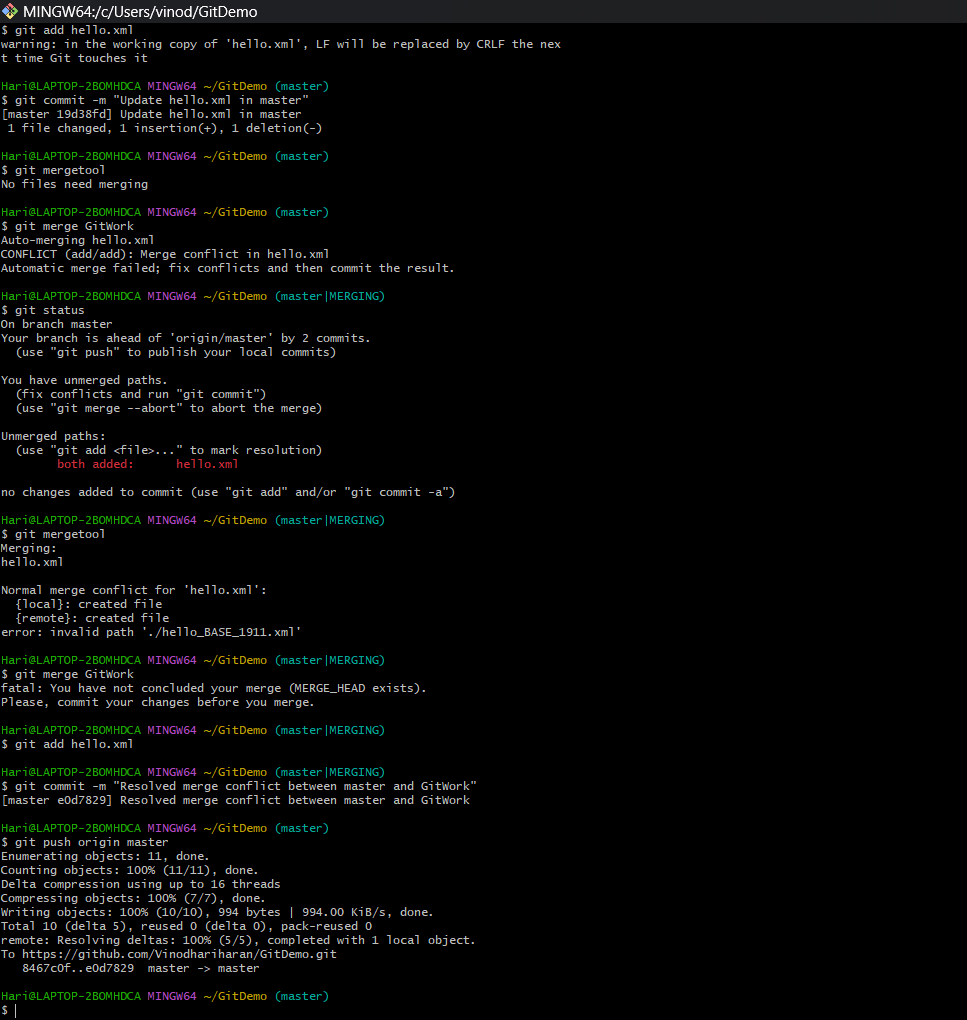 MINGW64:/c/Users/vinod/GitDemo
$ git add hello.xml
warning: in the working copy of 'hello.xml', LF will be replaced by CRLF the nex
t time Git touches it
Hari@LAPTOP-2BOMHDCA MINGW64 ~/GitDemo (master)
$ git commit -m "Update hello.xml in master"
[master 19d38fd] Update hello.xml in master
 1 file changed, 1 insertion(+), 1 deletion(-)
Hari@LAPTOP-2BOMHDCA MINGW64 ~/GitDemo (master)
$ git mergetool
No files need merging
Hari@LAPTOP-2BOMHDCA MINGW64 ~/GitDemo (master)
$ git merge GitWork
Auto-merging hello.xml
CONFLICT (add/add): Merge conflict in hello.xml
Automatic merge failed; fix conflicts and then commit the result.
Hari@LAPTOP-2BOMHDCA MINGW64 ~/GitDemo (master|MERGING)
$ git status
On branch master
Your branch is ahead of 'origin/master' by 2 commits.
  (use "git push" to publish your local commits)
You have unmerged paths.
  (fix conflicts and run "git commit")
  (use "git merge --abort" to abort the merge)
Unmerged paths:
  (use "git add <file>..." to mark resolution)
        both added:      hello.xml
no changes added to commit (use "git add" and/or "git commit -a")
Hari@LAPTOP-2BOMHDCA MINGW64 ~/GitDemo (master|MERGING)
$ git mergetool
Merging:
hello.xml
Normal merge conflict for 'hello.xml':
  {local}: created file
  {remote}: created file
error: invalid path './hello_BASE_1911.xml'
Hari@LAPTOP-2BOMHDCA MINGW64 ~/GitDemo (master|MERGING)
$ git merge GitWork
fatal: You have not concluded your merge (MERGE_HEAD exists).
Please, commit your changes before you merge.
Hari@LAPTOP-2BOMHDCA MINGW64 ~/GitDemo (master|MERGING)
$ git add hello.xml
Hari@LAPTOP-2BOMHDCA MINGW64 ~/GitDemo (master|MERGING)
$ git commit -m "Resolved merge conflict between master and GitWork"
[master e0d7829] Resolved merge conflict between master and GitWork
Hari@LAPTOP-2BOMHDCA MINGW64 ~/GitDemo (master)
$ git push origin master
Enumerating objects: 11, done.
Counting objects: 100% (11/11), done.
Delta compression using up to 16 threads
Compressing objects: 100% (7/7), done.
Writing objects: 100% (10/10), 994 bytes | 994.00 KiB/s, done.
Total 10 (delta 5), reused 0 (delta 0), pack-reused 0
remote: Resolving deltas: 100% (5/5), completed with 1 local object.
To https://github.com/Vinodhariharan/GitDemo.git
   8467c0f..e0d7829  master -> master
Hari@LAPTOP-2BOMHDCA MINGW64 ~/GitDemo (master)
$